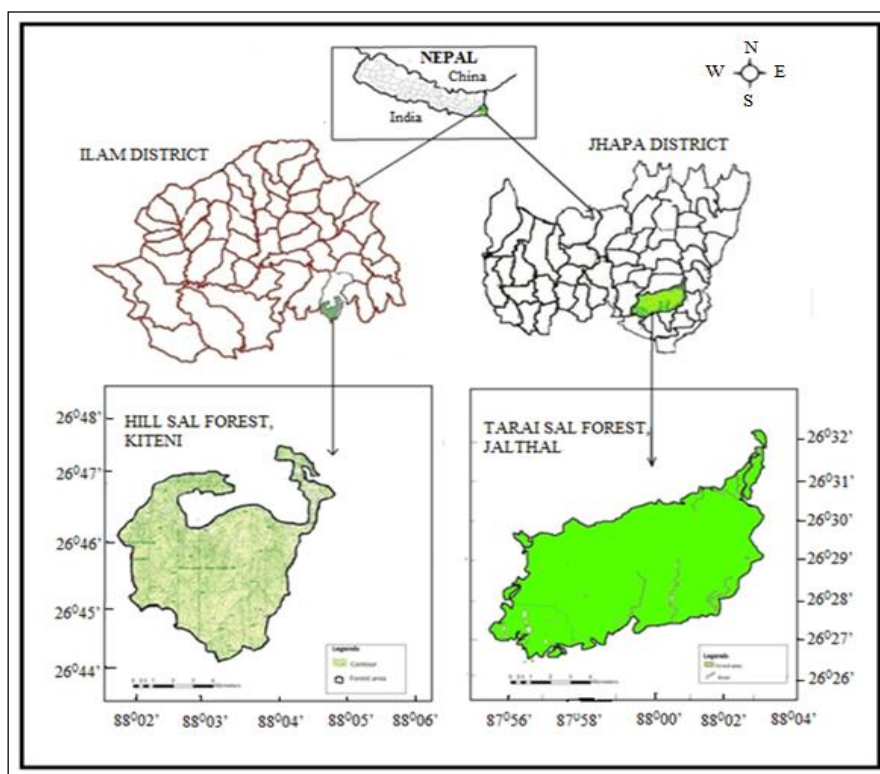 NEPAL
China
India
N
W E
S
ILAM DISTRICT
JHAPA DISTRICT
HILL SAL FOREST,
KITENI
26⁰48’
26⁰47’
26⁰46’
26⁰45’
26⁰44’
Legends
Contour
Forest area
88⁰02’ 88⁰03’ 88⁰04’ 88⁰05’ 88⁰06’
TARAI SAL FOREST,
JALTHAL
26⁰32’
26⁰31’
26⁰30’
26⁰29’
26⁰28’
26⁰27’
26⁰26’
Legends
Forest area
87⁰56’ 87⁰58’ 88⁰00’ 88⁰02’ 88⁰04’